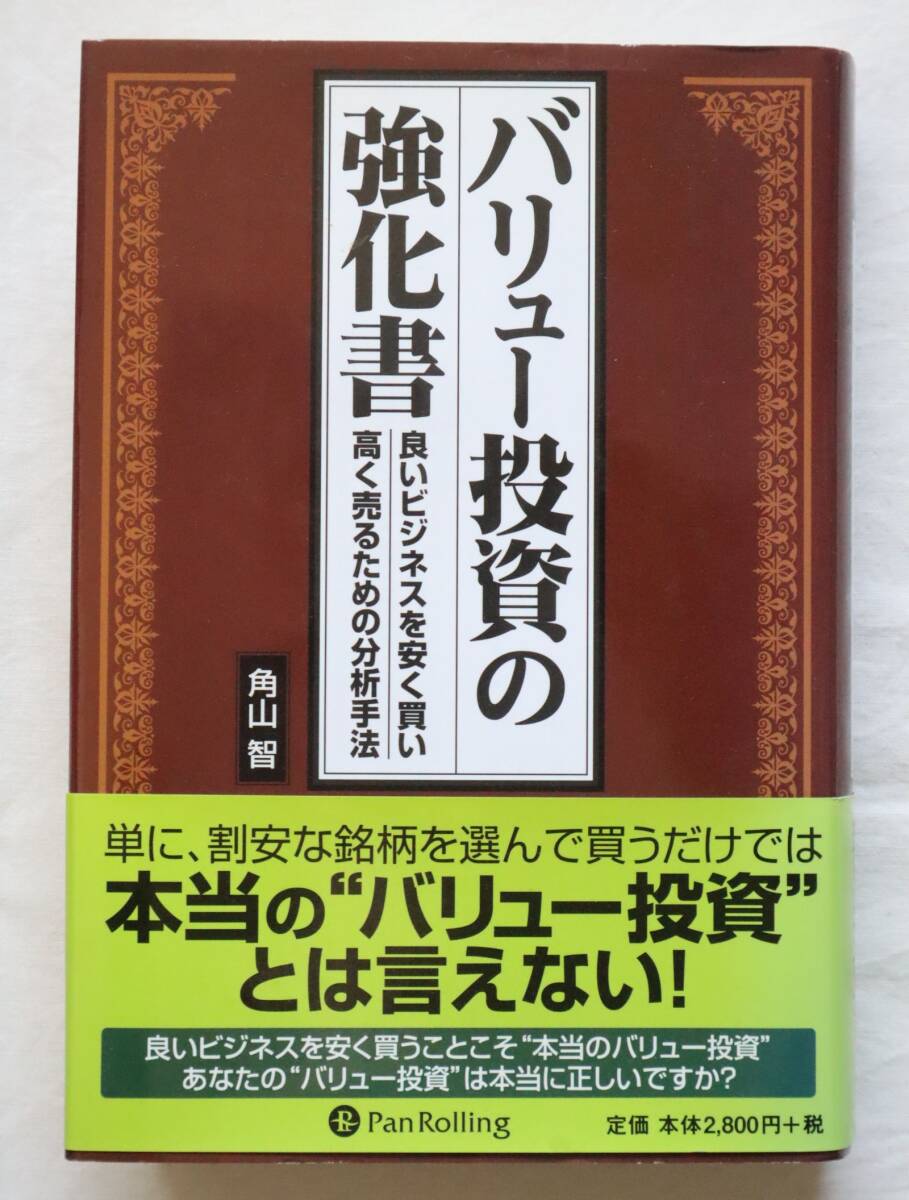 バリュー投資の
強化書
良いビジネスを安く買い
高く売るための分析手法
角山 智
単に、割安な銘柄を選んで買うだけでは
本当の“バリュー投資”
とは言えない!
良いビジネスを安く買うことこそ“本当のバリュー投資”
あなたの“バリュー投資”は本当に正しいですか?
PanRolling
定価 本体2,800円+税